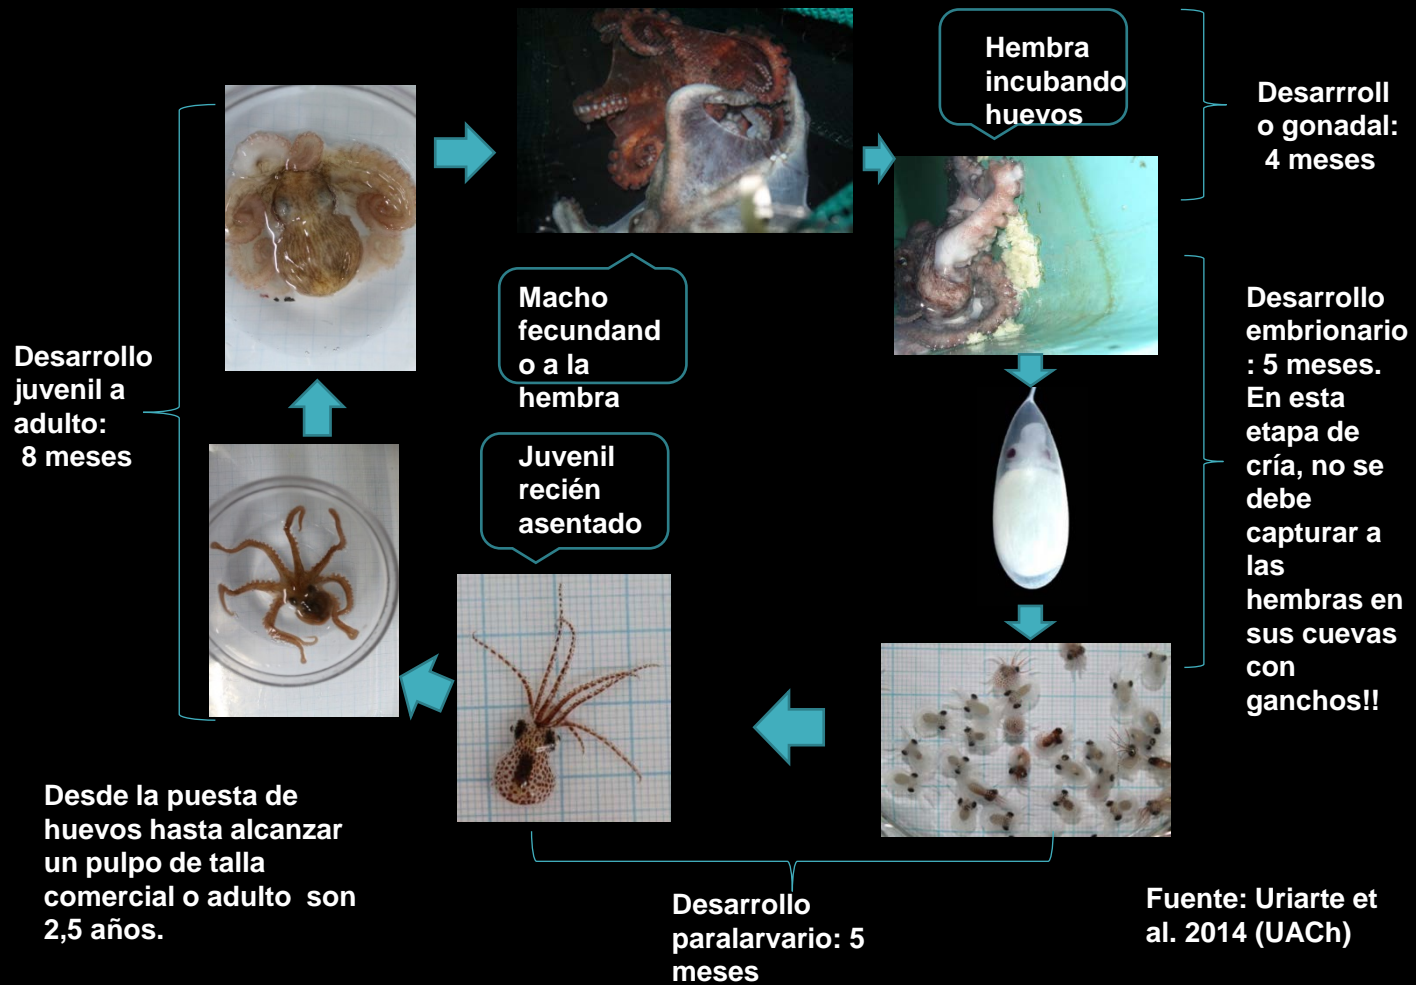 Hembra
incubando
huevos
Desarrroll
o gonadal:
4 meses
Macho
fecundand
o a la
hembra
Desarrollo
embrionario
: 5 meses.
En esta
etapa de
cría, no se
debe
capturar a
las
hembras en
sus cuevas
con
ganchos!!
Desarrollo
juvenil a
adulto:
8 meses
Juvenil
recién
asentado
Desde la puesta de
huevos hasta alcanzar
un pulpo de talla
comercial o adulto son
2,5 años.
Desarrollo
paralarvario: 5
meses
Fuente: Uriarte et
al. 2014 (UACh)